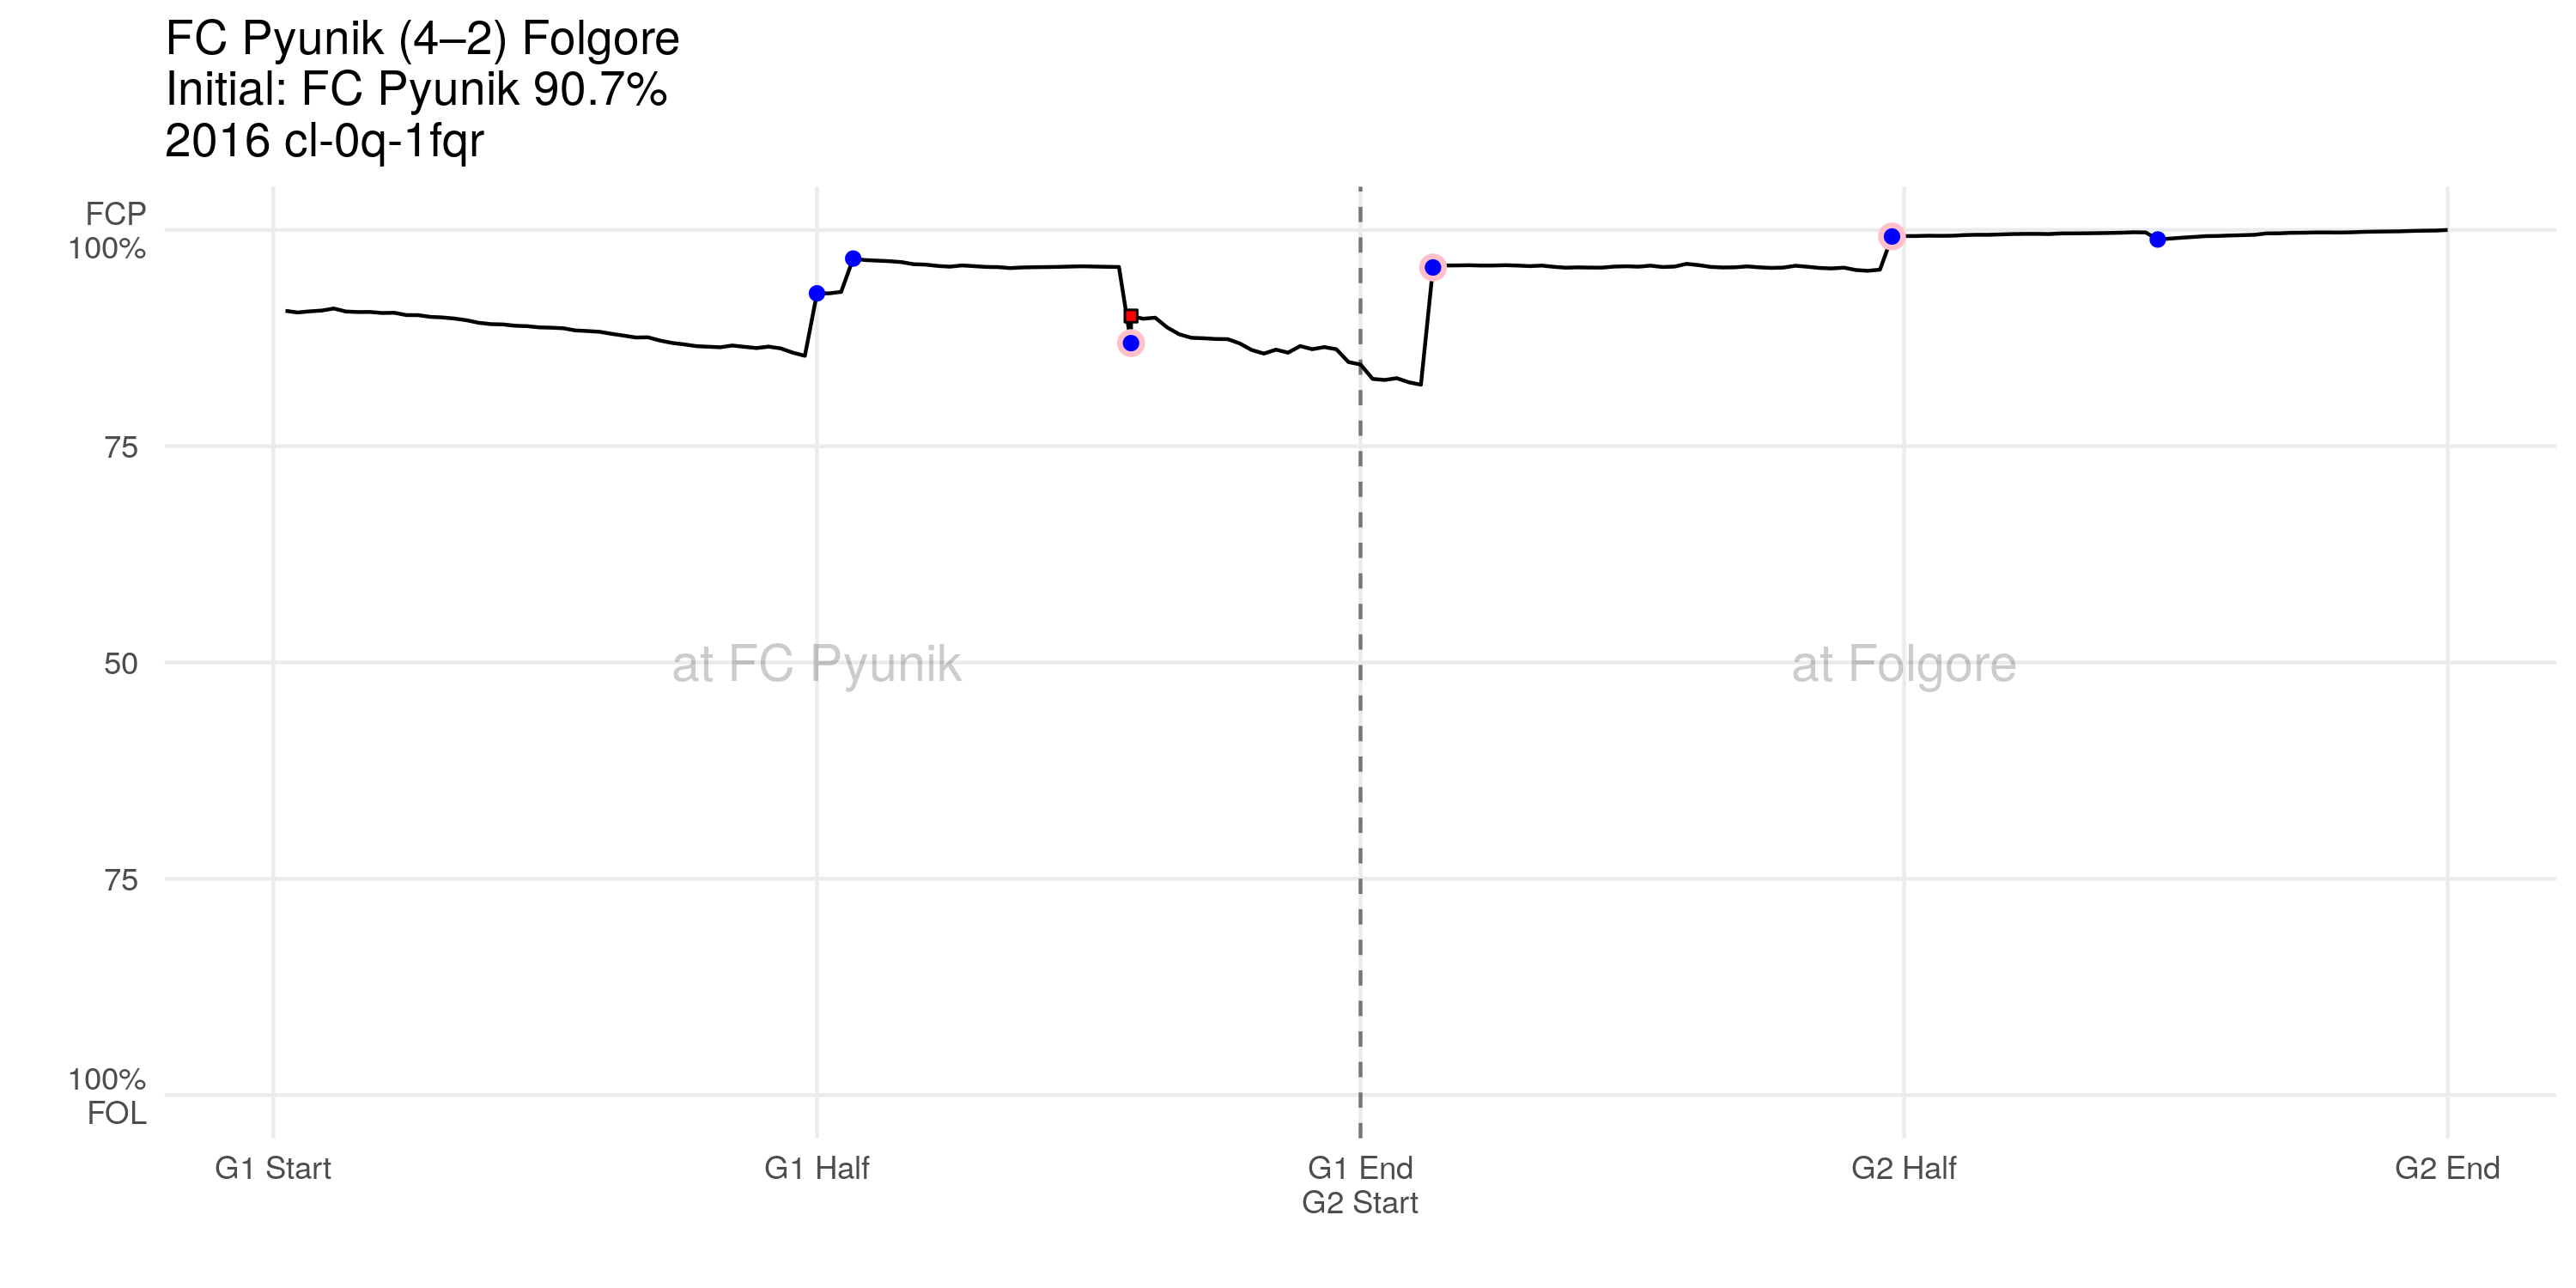 FC Pyunik (4–2) Folgore
Initial: FC Pyunik 90.7%
2016 cl-0q-1fqr
FCP
100%
75
50
75
100%
FOL
at FC Pyunik
at Folgore
G1 Start
G1 Half
G1 End
G2 Start
G2 Half
G2 End